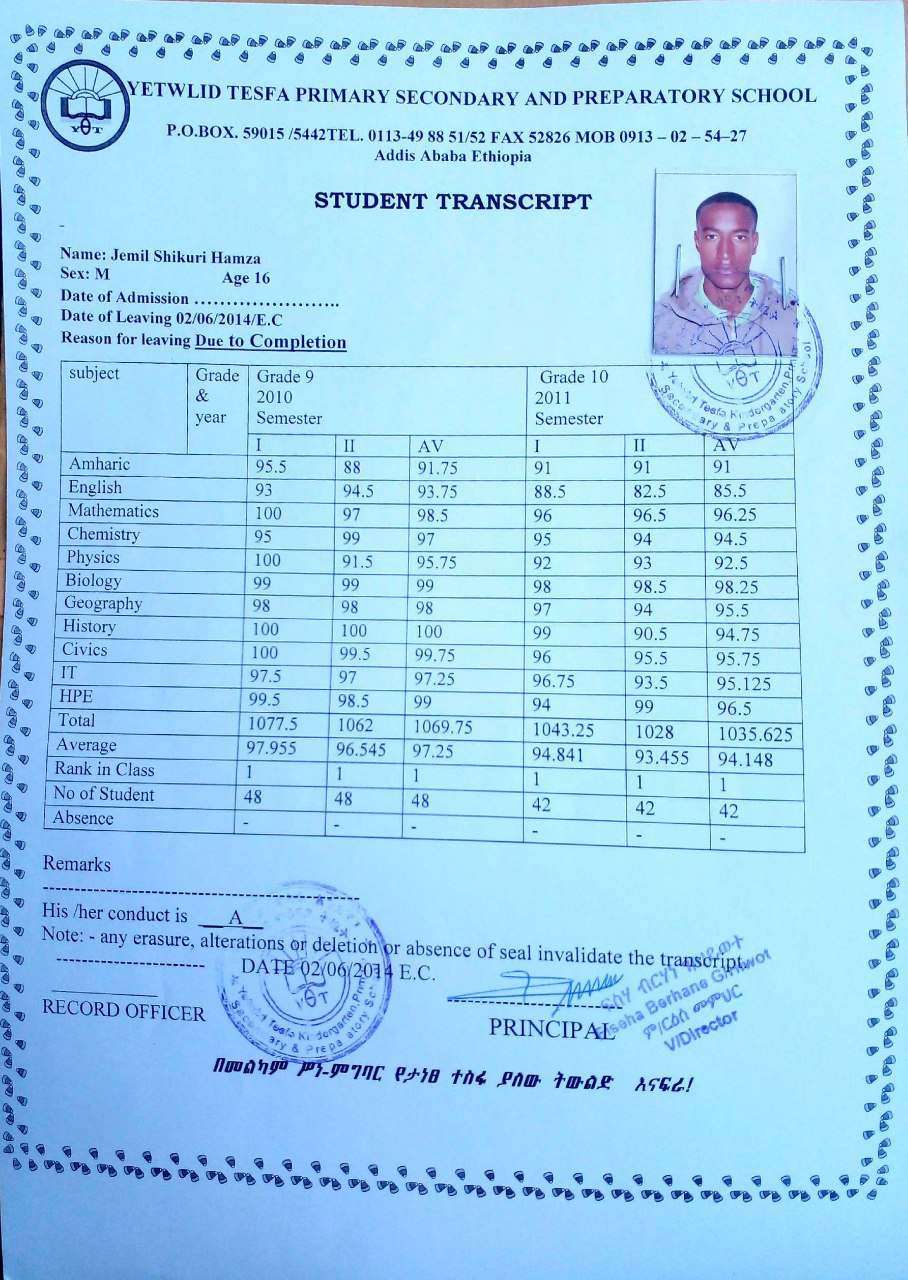 YETWLID TESFA PRIMARY SECONDARY AND PREPARATORY SCHOOL
P.O.BOX. 59015 /5442TEL. 0113-49 88 51/52 FAX 52826 MOB 0913 – 02 – 54–27
Addis Ababa Ethiopia
YѲT
STUDENT TRANSCRIPT
Name: Jemil Shikuri Hamza
Sex: M Age 16
Date of Admission …………………..
Date of Leaving 02/06/2014/E.C
Reason for leaving Due to Completion
subject Grade & year Grade 9 2010 Semester Grade 10 2011 Semester
I II AV I II AV
Amharic 95.5 88 91.75 91 91 91
English 93 94.5 93.75 88.5 82.5 85.5
Mathematics 100 97 98.5 96 96.5 96.25
Chemistry 95 99 97 95 94 94.5
Physics 100 91.5 95.75 92 93 92.5
Biology 99 99 99 98 98.5 98.25
Geography 98 98 98 97 94 95.5
History 100 100 100 99 90.5 94.75
Civics 100 99.5 99.75 96 95.5 95.75
IT 97.5 97 97.25 96.75 93.5 95.125
HPE 99.5 98.5 99 94 99 96.5
Total 1077.5 1062 1069.75 1043.25 1028 1035.625
Average 97.955 96.545 97.25 94.841 93.455 94.148
Rank in Class 1 1 1 1 1 1
No of Student 48 48 48 42 42 42
Absence - - - - - -
Remarks
His /her conduct is __A__
Note: - any erasure, alterations or deletion or absence of seal invalidate the transcript.
DATE 02/06/2014 E.C.
RECORD OFFICER
PRINCIPAL
Berhane
ም/ርዕሰ መምህር
V/Director
Tesfa Kindergarten
Secondary & Preparatory School
በመልካም ሥነ-ምግባር የታነፀ ተስፋ ያለው ትውልድ እናፍራ!